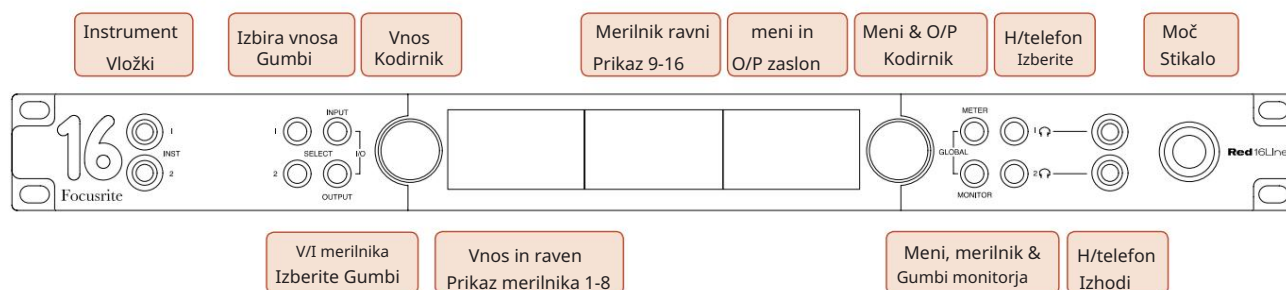 Instrument
Vložki
Izbira vnosa
Gumbi
Vnos
Kodirnik
Merilnik ravni
Prikaz 9-16
meni in
O/P zaslon
Meni & O/P
Kodirnik
H/telefon
Izberite
Moč
Stikalo
16
Focusrite
1
INST
2
INPUT
1
SELECT
I/O
2
OUTPUT
METER
1
GLOBAL
2
MONITOR
Red16Line
V/I merilnika
Izberite Gumbi
Vnos in raven
Prikaz merilnika 1-8
Meni, merilnik &
Gumbi monitorja
H/telefon
Izhodi